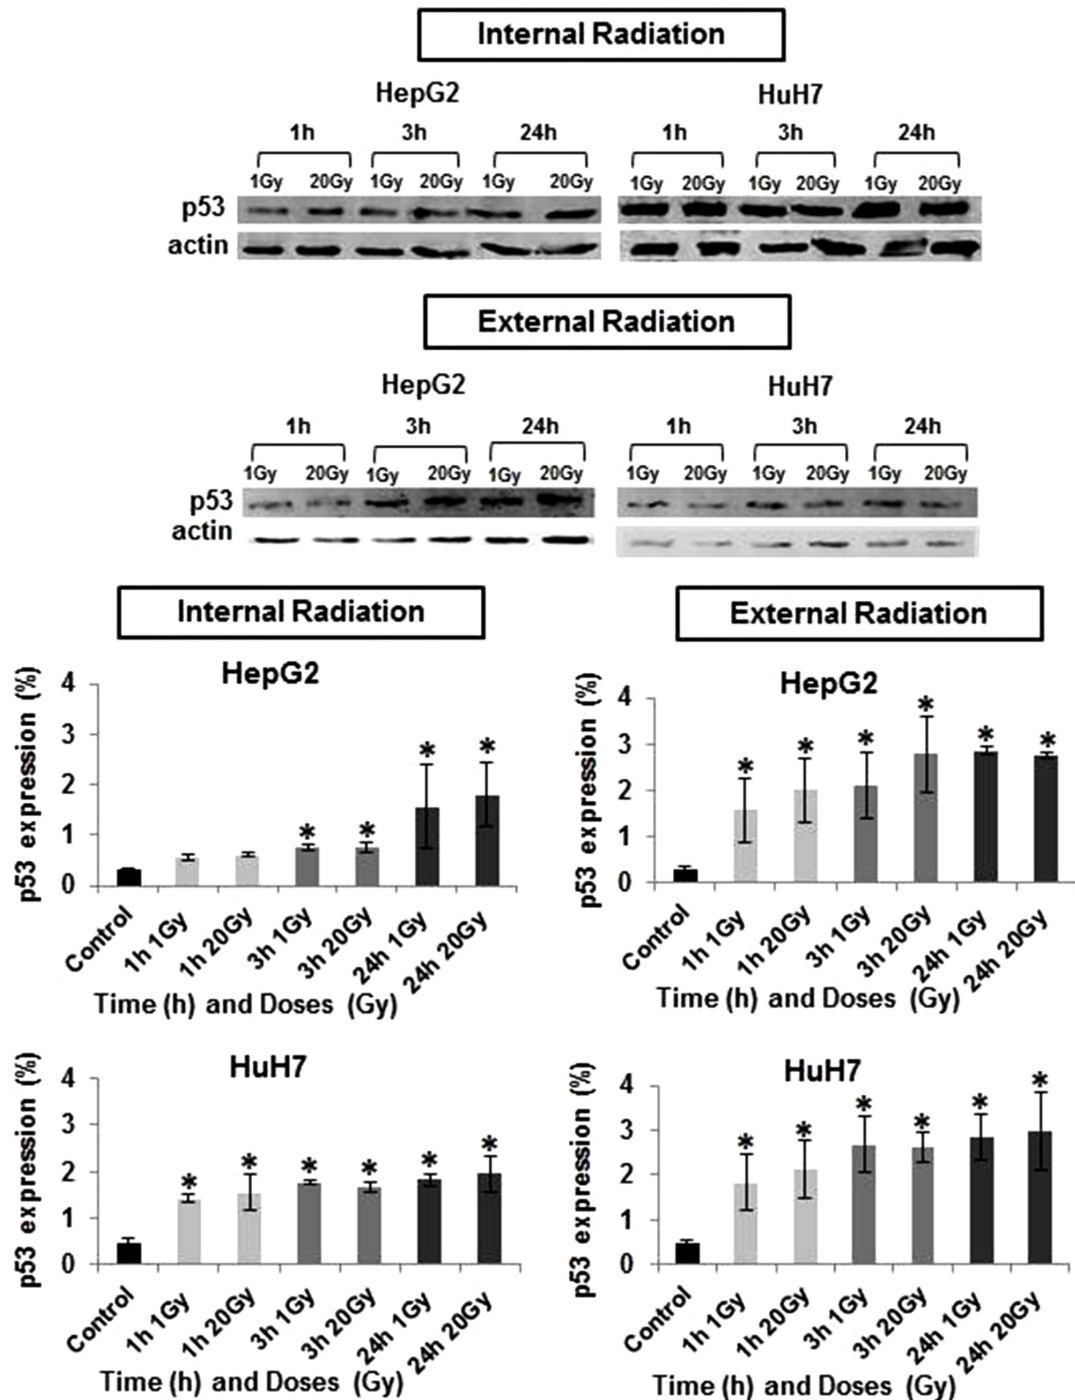 Internal Radiation
HepG2 HuH7
1h 3h 24h 1h 3h 24h
1Gy 20Gy 1Gy 20Gy 1Gy 20Gy 1Gy 20Gy 1Gy 20Gy 1Gy 20Gy
p53
actin
External Radiation
HepG2 HuH7
1h 3h 24h 1h 3h 24h
1Gy 20Gy 1Gy 20Gy 1Gy 20Gy 1Gy 20Gy 1Gy 20Gy 1Gy 20Gy
p53
actin
Internal Radiation
HepG2
p53 expression (%)
4
3
2
1
0
Control 1h 1Gy 1h 20Gy 3h 1Gy 3h 20Gy 24h 1Gy 24h 20Gy
* * * *
Time (h) and Doses (Gy)
External Radiation
HepG2
p53 expression (%)
4
3
2
1
0
Control 1h 1Gy 1h 20Gy 3h 1Gy 3h 20Gy 24h 1Gy 24h 20Gy
* * * * * *
Time (h) and Doses (Gy)
HuH7
p53 expression (%)
4
3
2
1
0
Control 1h 1Gy 1h 20Gy 3h 1Gy 3h 20Gy 24h 1Gy 24h 20Gy
* * * * * *
Time (h) and Doses (Gy)
HuH7
p53 expression (%)
4
3
2
1
0
Control 1h 1Gy 1h 20Gy 3h 1Gy 3h 20Gy 24h 1Gy 24h 20Gy
* * * * * *
Time (h) and Doses (Gy)